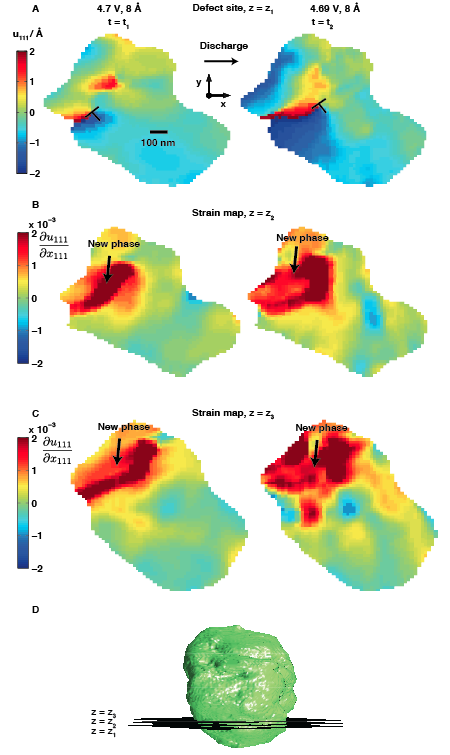 A
4.7 V, 8 Å
Defect site, z = z1
4.69 V, 8 Å
t = t1
t = t2
u111/ Å
Discharge
2
1
0
−1
−2
y
x
100 nm
B
Strain map, z = z2
x 10⁻³
2
∂u111
∂x111
New phase
New phase
1
0
−1
−2
C
Strain map, z = z3
x 10⁻³
2
∂u111
∂x111
New phase
New phase
1
0
−1
−2
D
z = z3
z = z2
z = z1